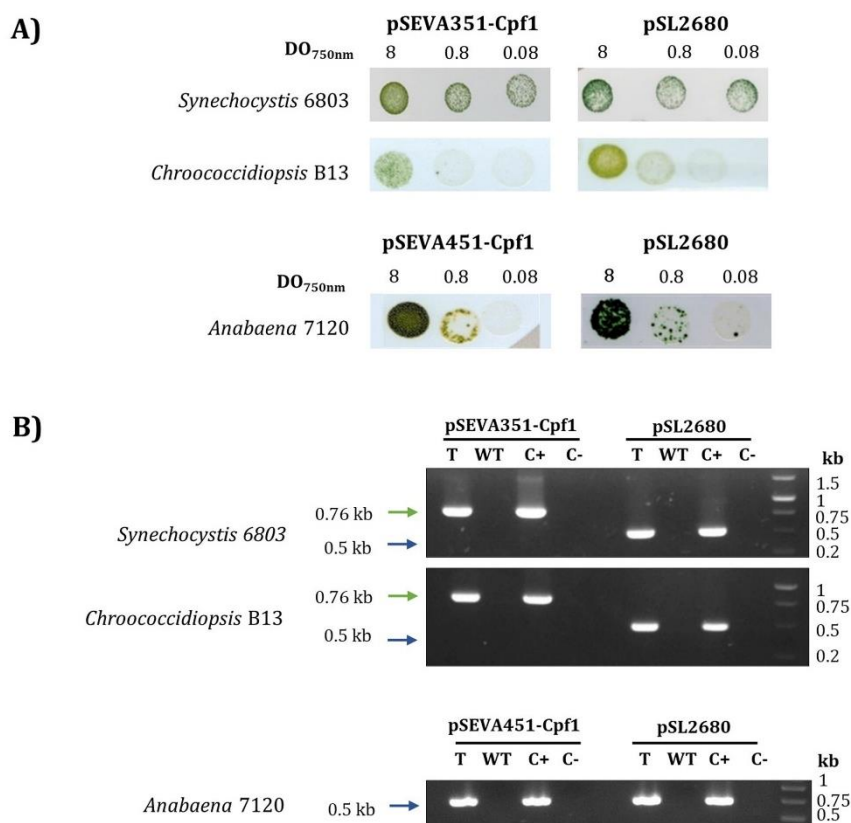 A)
pSEVA351-Cpf1 pSL2680
DO750nm 8 0.8 0.08 8 0.8 0.08
Synechocystis 6803
Chroococcidiopsis B13
pSEVA451-Cpf1 pSL2680
DO750nm 8 0.8 0.08 8 0.8 0.08
Anabaena 7120
B)
pSEVA351-Cpf1 pSL2680
T WT C+ C- T WT C+ C- kb
1.5
1
0.76 kb 0.75
Synechocystis 6803 0.5
0.5 kb 0.2
1
0.76 kb 0.75
Chroococcidiopsis B13 0.5
0.5 kb 0.2
pSEVA451-Cpf1 pSL2680
T WT C+ C- T WT C+ C- kb
1
Anabaena 7120 0.5 kb 0.75
0.5